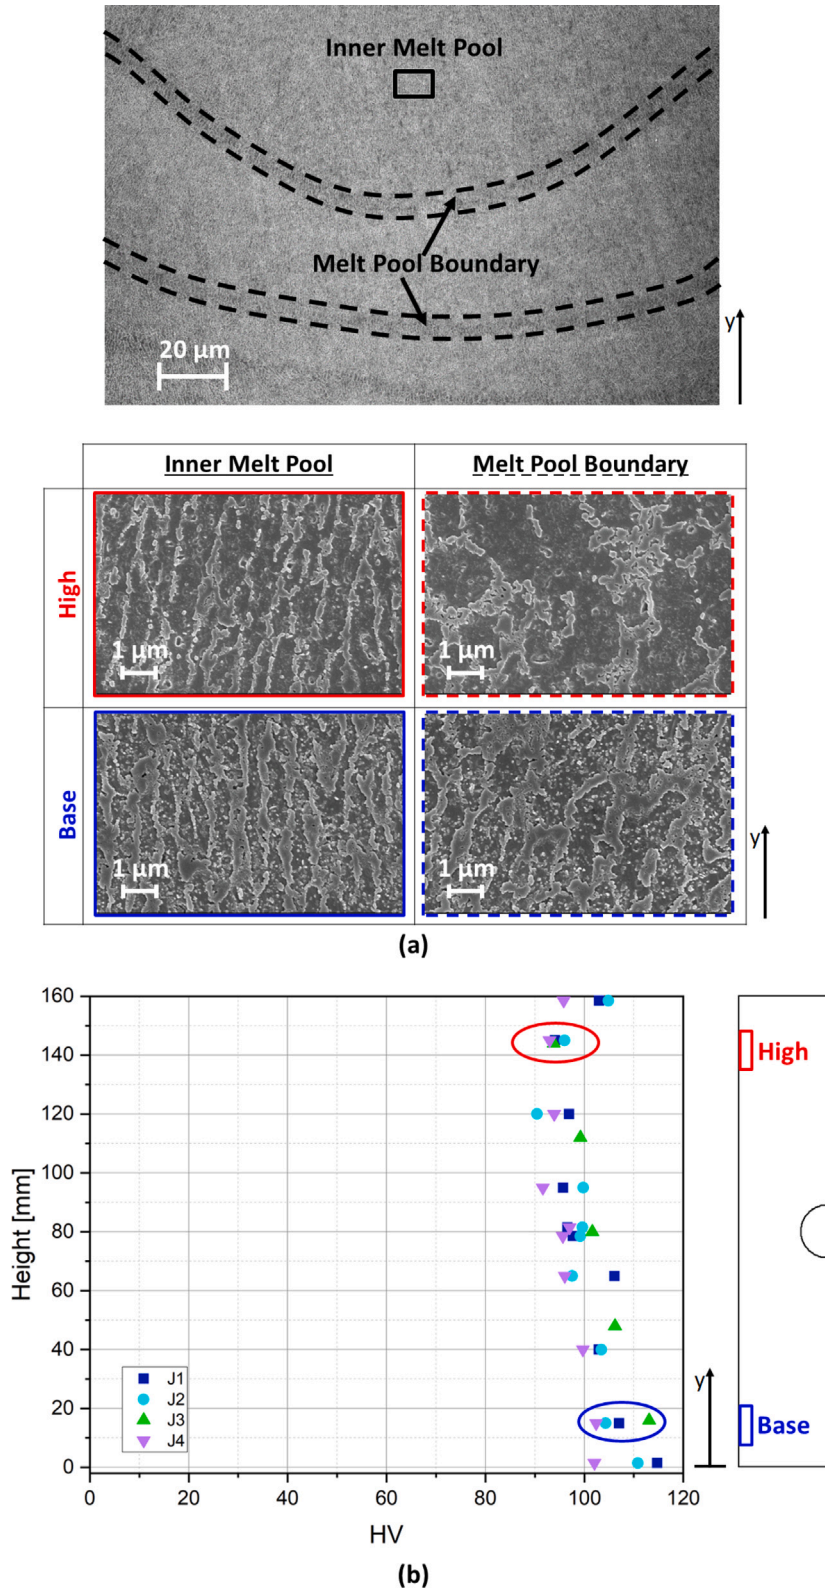 Inner Melt Pool
Melt Pool Boundary
20 µm
y
Inner Melt Pool Melt Pool Boundary
High
1 µm 1 µm
Base
1 µm 1 µm
y
(a)
160
140
120
100
80
60
40
20
0
Height [mm]
J1
J2
J3
J4
0 20 40 60 80 100 120
HV
High
y
Base
(b)